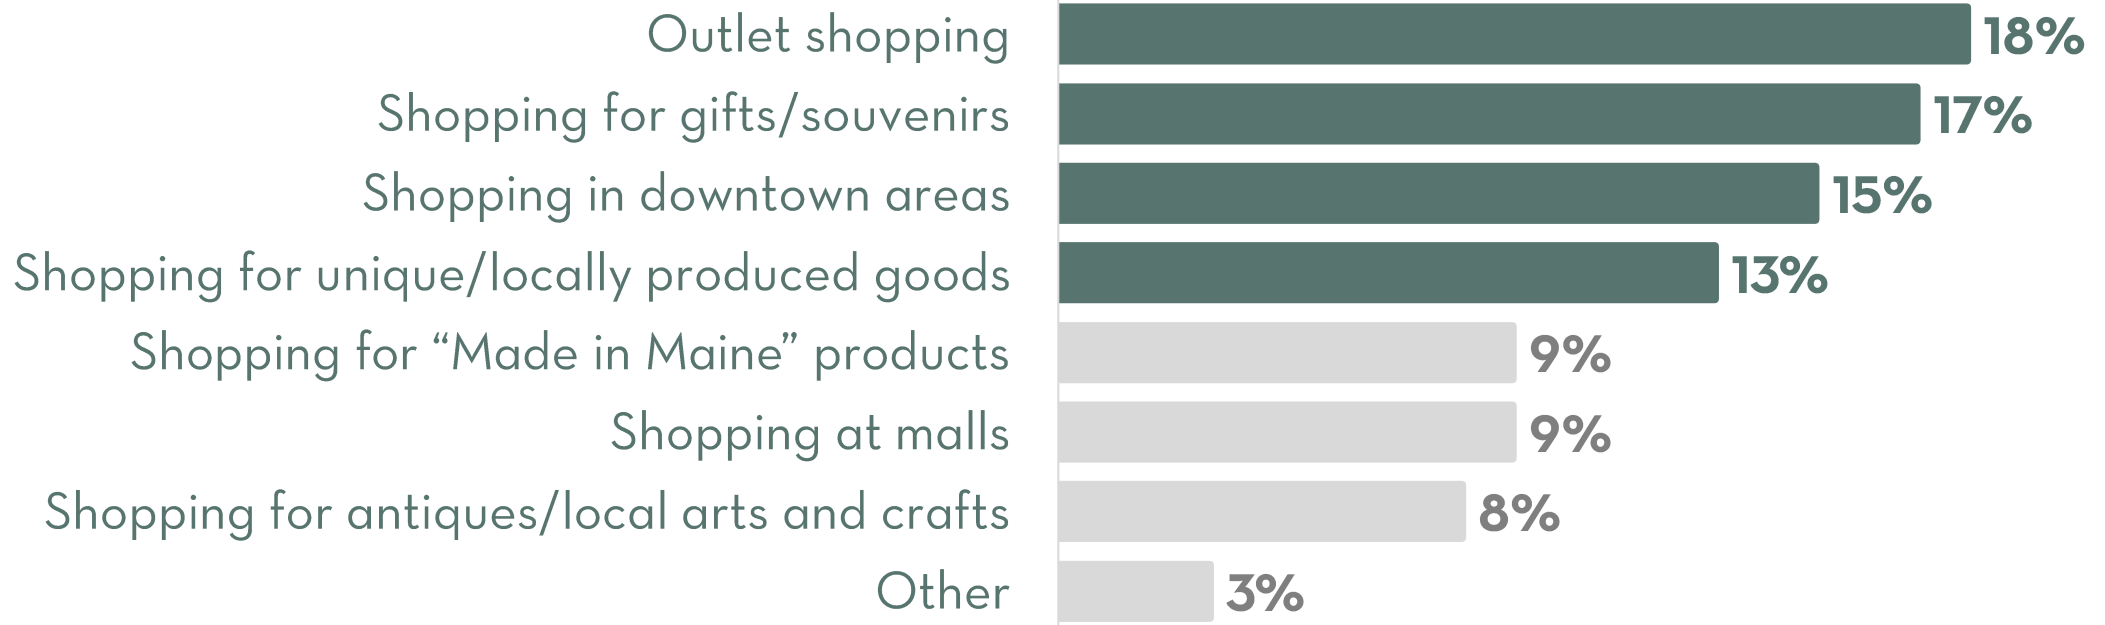 Outlet shopping 18%
Shopping for gifts/souvenirs 17%
Shopping in downtown areas 15%
Shopping for unique/locally produced goods 13%
Shopping for “Made in Maine” products 9%
Shopping at malls 9%
Shopping for antiques/local arts and crafts 8%
Other 3%